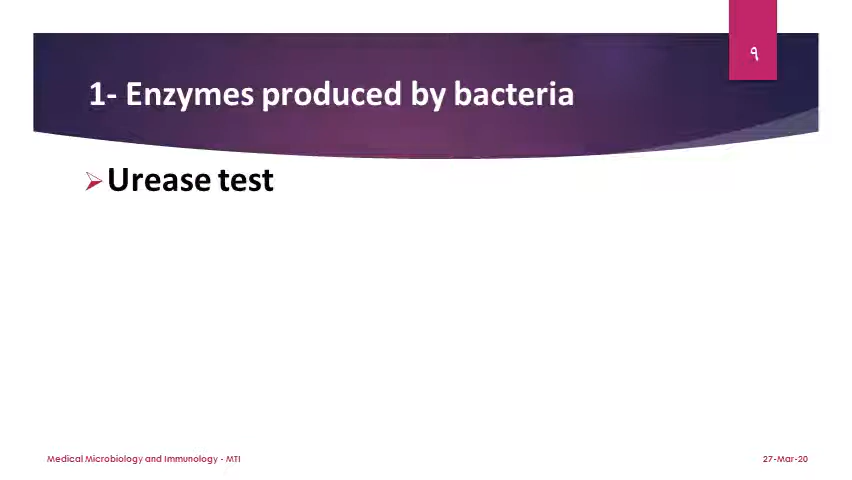 ٩
1- Enzymes produced by bacteria
Urease test
Medical Microbiology and Immunology - MTI
27-Mar-20